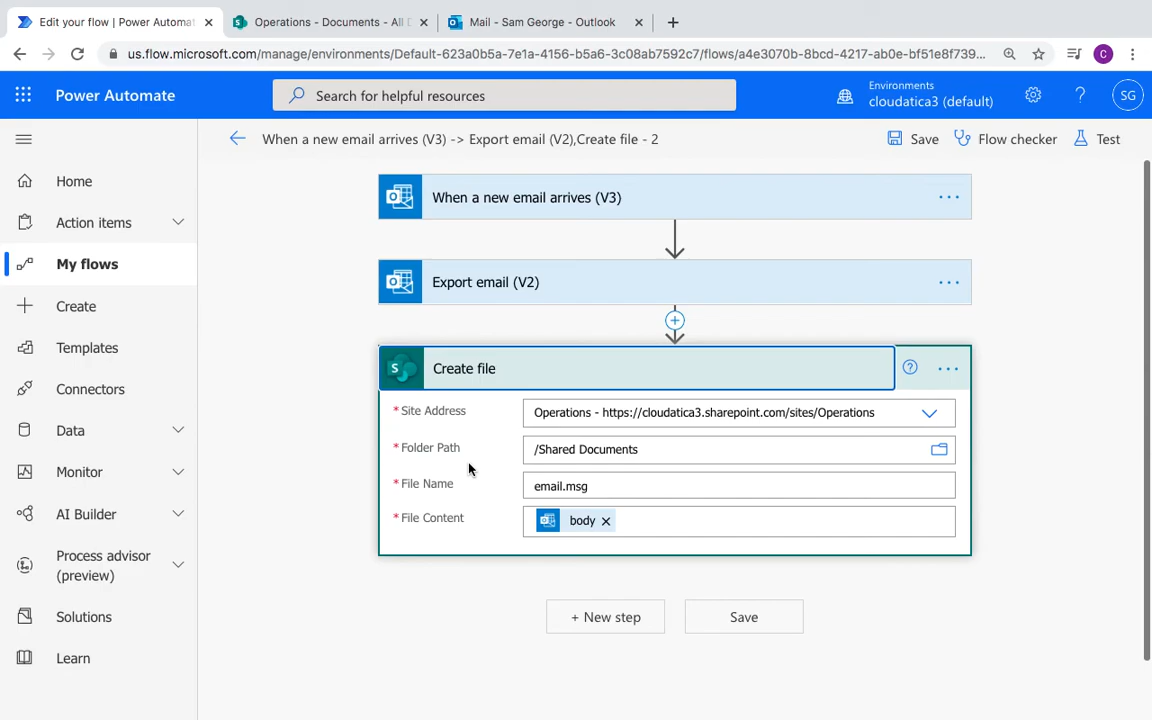 Edit your flow | Power Automat
Operations - Documents - All D
Mail - Sam George - Outlook
us.flow.microsoft.com/manage/environments/Default-623a0b5a-7e1a-4156-b5a6-3c08ab7592c7/flows/a4e3070b-8bcd-4217-ab0e-bf51e8f739...
C
Power Automate
Search for helpful resources
Environments
cloudatica3 (default)
?
SG
When a new email arrives (V3) -> Export email (V2),Create file - 2
Save
Flow checker
Test
Home
Action items
My flows
Create
Templates
Connectors
Data
Monitor
AI Builder
Process advisor
(preview)
Solutions
Learn
When a new email arrives (V3)
Export email (V2)
S
Create file
?
*Site Address
Operations - https://cloudatica3.sharepoint.com/sites/Operations
*Folder Path
/Shared Documents
*File Name
email.msg
*File Content
body
+ New step
Save